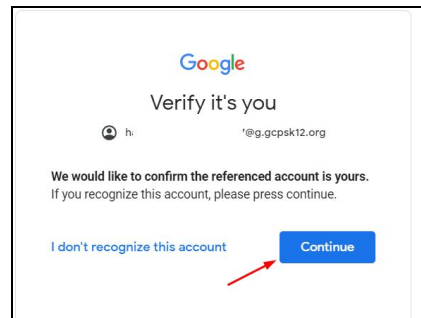 Google
Verify it's you
h: '@g.gcpsk12.org
We would like to confirm the referenced account is yours.
If you recognize this account, please press continue.
I don't recognize this account Continue